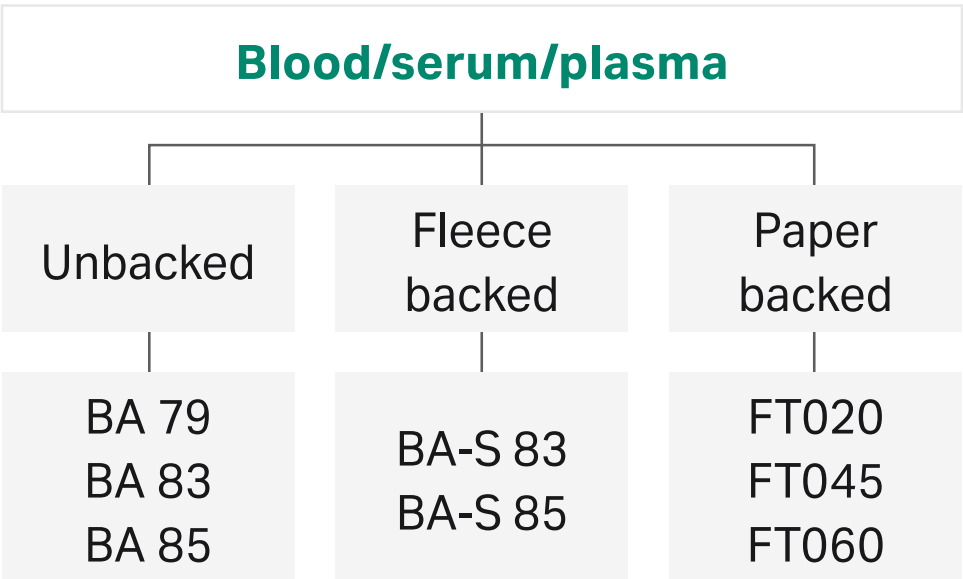 Blood/serum/plasma
Unbacked
Fleece
backed
Paper
backed
BA 79
BA 83
BA 85
BA-S 83
BA-S 85
FT020
FT045
FT060